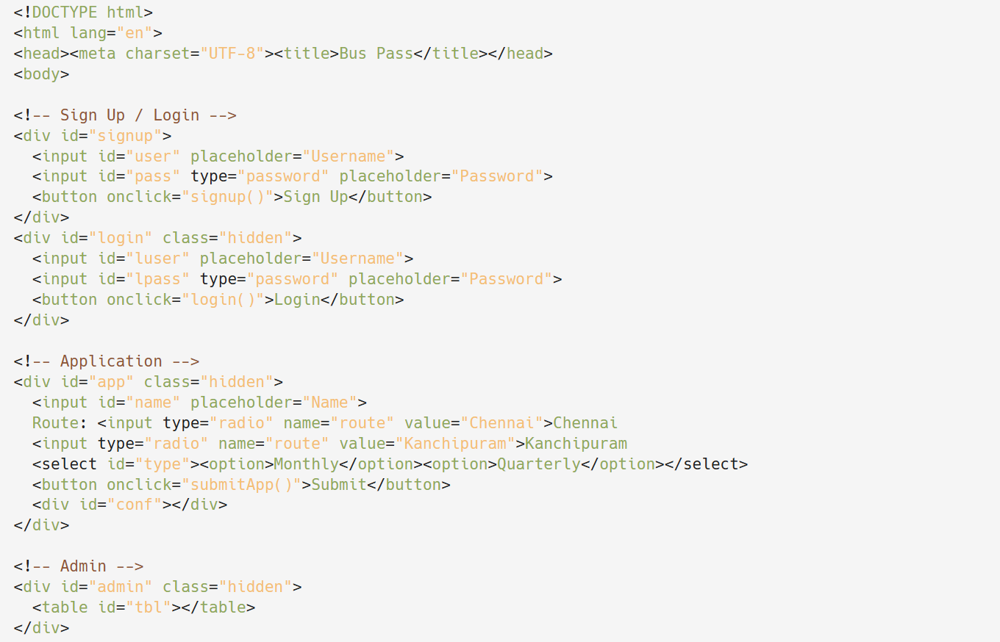 <!DOCTYPE html>
<html lang="en">
<head><meta charset="UTF-8"><title>Bus Pass</title></head>
<body>

<!-- Sign Up / Login -->
<div id="signup">
  <input id="user" placeholder="Username">
  <input id="pass" type="password" placeholder="Password">
  <button onclick="signup()">Sign Up</button>
</div>
<div id="login" class="hidden">
  <input id="luser" placeholder="Username">
  <input id="lpass" type="password" placeholder="Password">
  <button onclick="login()">Login</button>
</div>

<!-- Application -->
<div id="app" class="hidden">
  <input id="name" placeholder="Name">
  Route: <input type="radio" name="route" value="Chennai">Chennai
  <input type="radio" name="route" value="Kanchipuram">Kanchipuram
  <select id="type"><option>Monthly</option><option>Quarterly</option></select>
  <button onclick="submitApp()">Submit</button>
  <div id="conf"></div>
</div>

<!-- Admin -->
<div id="admin" class="hidden">
  <table id="tbl"></table>
</div>